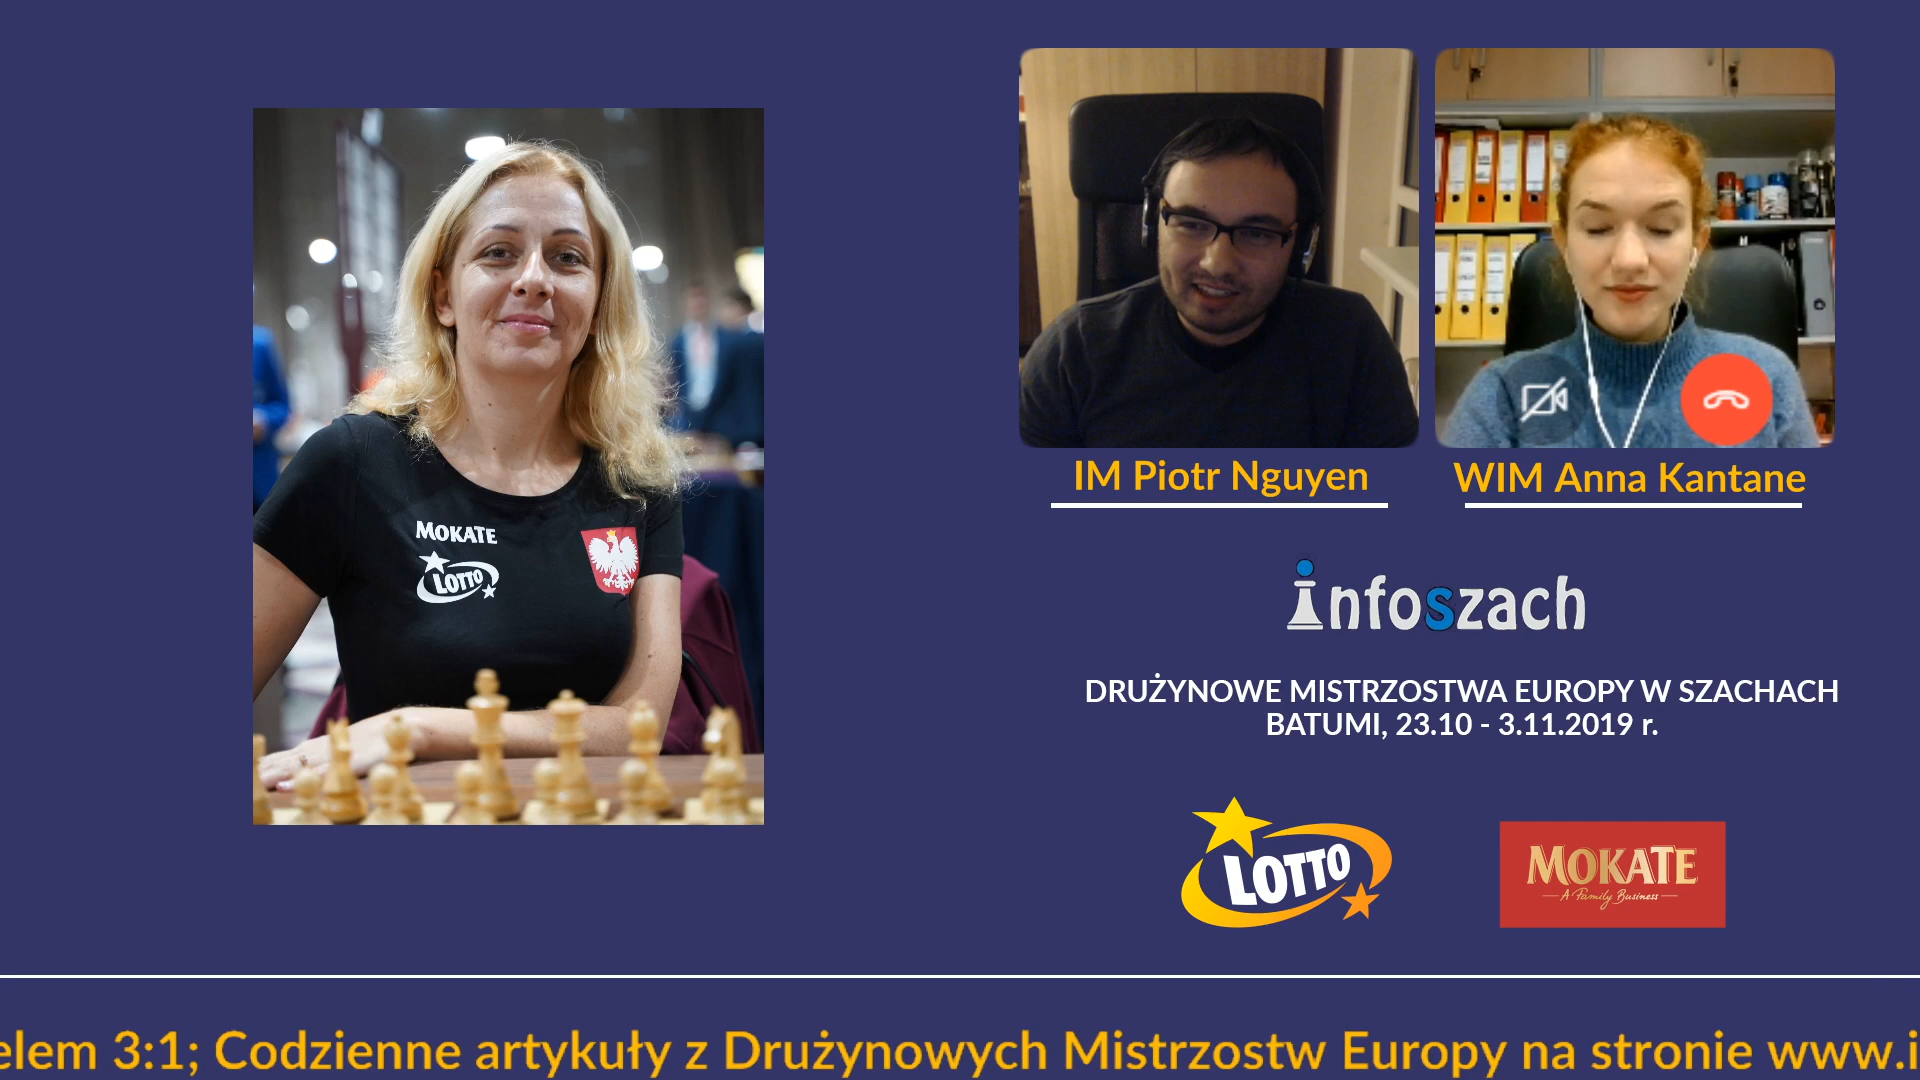 MOKATE
LOTTO
IM Piotr Nguyen
WIM Anna Kantane
infoszach
DRUŻYNOWE MISTRZOSTWA EUROPY W SZACHACH
BATUMI, 23.10 - 3.11.2019 r.
LOTTO
MOKATE
A Family Business
elem 3:1; Codzienne artykuły z Drużynowych Mistrzostw Europy na stronie www.i